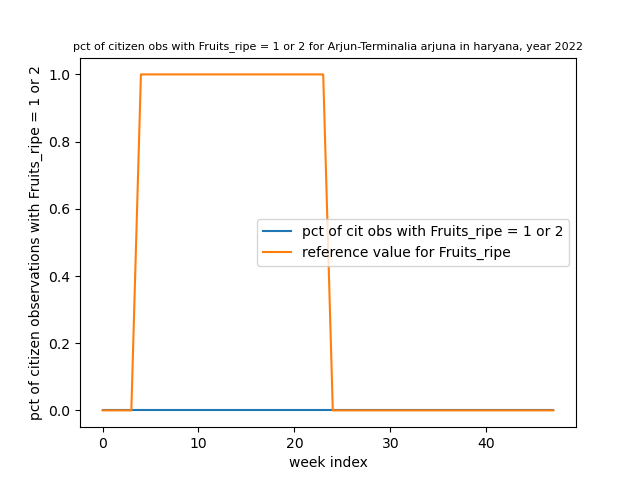 pct of citizen obs with Fruits_ripe = 1 or 2 for Arjun-Terminalia arjuna in haryana, year 2022
pct of citizen observations with Fruits_ripe = 1 or 2
1.0
0.8
0.6
0.4
0.2
0.0
pct of cit obs with Fruits_ripe = 1 or 2
reference value for Fruits_ripe
0 10 20 30 40
week index